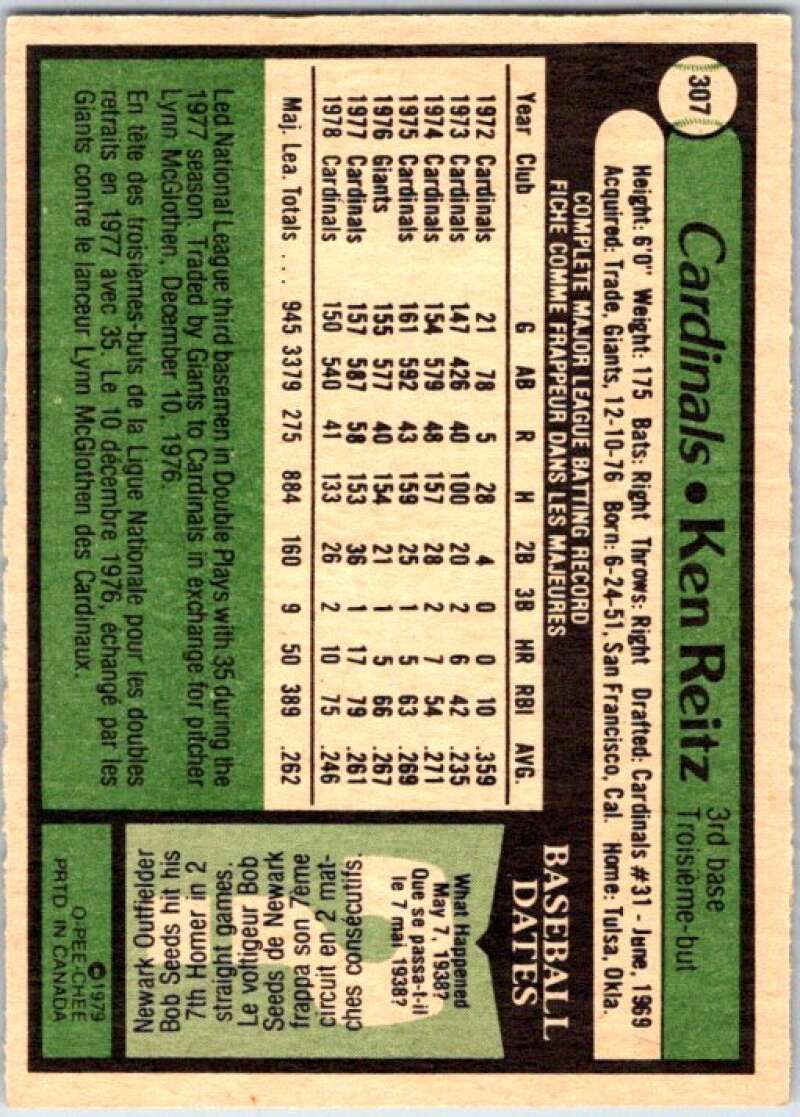 307
Cardinals • Ken Reitz
3rd base
Troisième-but
Height: 6'0" Weight: 175 Bats: Right Throws: Right Drafted: Cardinals #31 - June, 1969
Acquired: Trade, Giants, 12-10-76 Born: 6-24-51, San Francisco, Cal. Home: Tulsa, Okla.
COMPLETE MAJOR LEAGUE BATTING RECORD
FICHE COMME FRAPPEUR DANS LES MAJEURES
Year Club G AB R H 2B 3B HR RBI AVG.
1972 Cardinals 21 78 5 28 4 0 0 10 .359
1973 Cardinals 147 426 40 100 20 2 6 42 .235
1974 Cardinals 154 579 48 157 28 2 7 54 .271
1975 Cardinals 161 592 43 159 25 1 5 63 .269
1976 Giants 155 577 40 154 21 1 5 66 .267
1977 Cardinals 157 587 58 153 36 1 17 79 .261
1978 Cardinals 150 540 41 133 26 2 10 75 .246
Maj. Lea. Totals .... 945 3379 275 884 160 9 50 389 .262
Led National League third basemen in Double Plays with 35 during the
1977 season. Traded by Giants to Cardinals in exchange for pitcher
Lynn McGlothen, December 10, 1976.
En tête des troisièmes-buts de la Ligue Nationale pour les doubles
retraits en 1977 avec 35. Le 10 décembre 1976, échangé par les
Giants contre le lanceur Lynn McGlothen des Cardinaux.
BASEBALL
DATES
What Happened
May 7, 1938?
Que se passa-t-il
le 7 mai, 1938?
Newark Outfielder
Bob Seeds hit his
7th Homer in 2
straight games.
Le voltigeur Bob
Seeds de Newark
frappa son 7ème
circuit en 2 mat-
ches consécutifs.
© 1979
O-PEE-CHEE
PRTD. IN CANADA